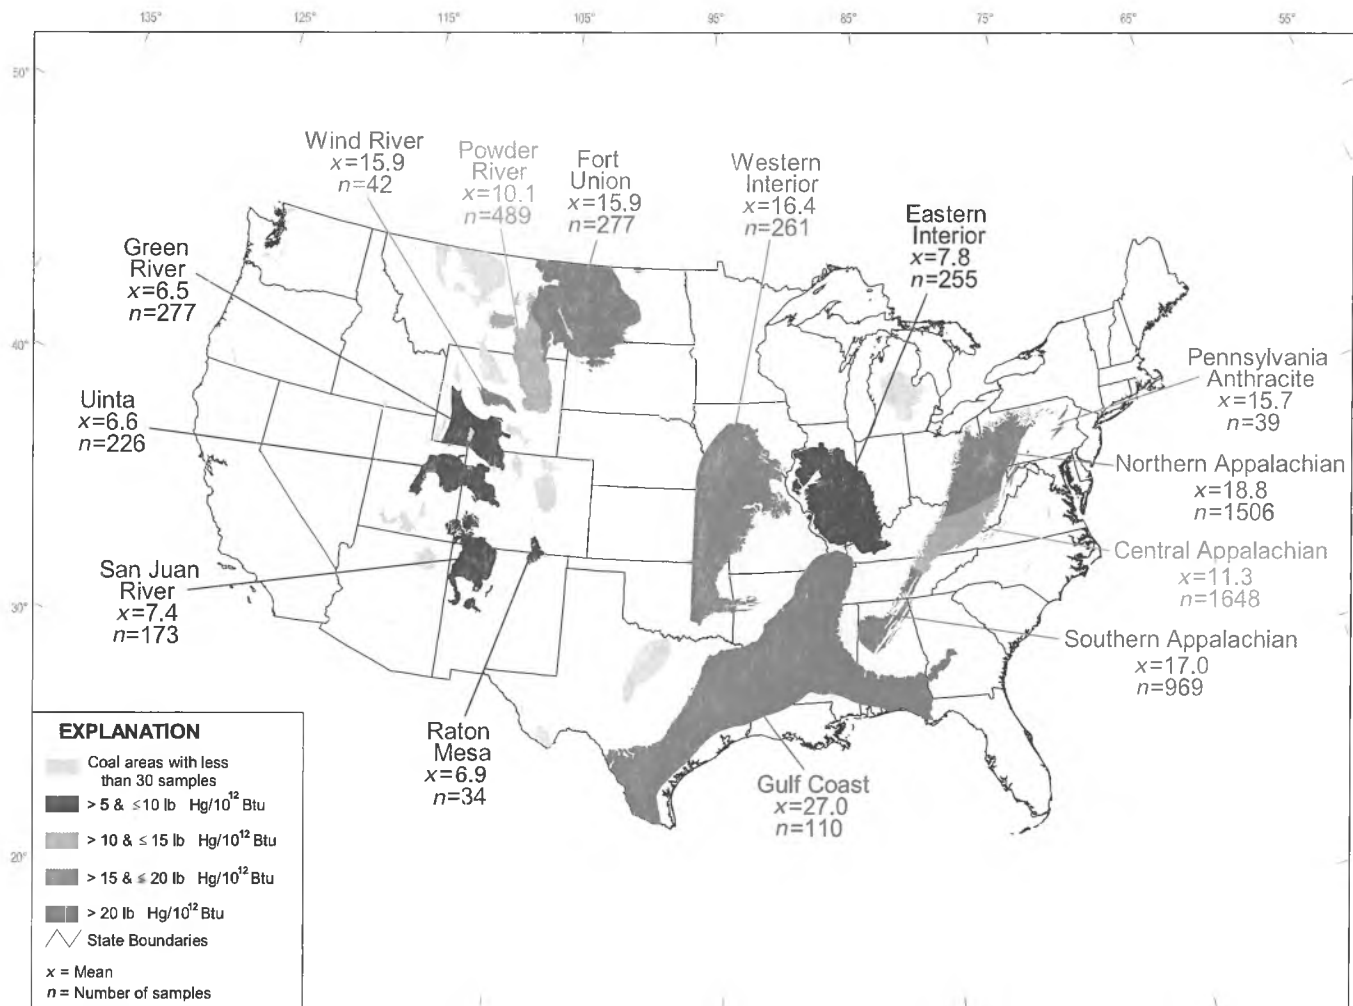 135°
125°
115°
105°
95°
85°
75°
65°
55°
50°
40°
30°
20°
Wind River
x=15.9
n=42
Powder
River
x=10.1
n=489
Fort
Union
x=15.9
n=277
Western
Interior
x=16.4
n=261
Eastern
Interior
x=7.8
n=255
Green
River
x=6.5
n=277
Uinta
x=6.6
n=226
San Juan
River
x=7.4
n=173
Raton
Mesa
x=6.9
n=34
Gulf Coast
x=27.0
n=110
Pennsylvania
Anthracite
x=15.7
n=39
Northern Appalachian
x=18.8
n=1506
Central Appalachian
x=11.3
n=1648
Southern Appalachian
x=17.0
n=969
EXPLANATION
Coal areas with less
than 30 samples
> 5 & ≤10 lb Hg/10¹² Btu
> 10 & ≤ 15 lb Hg/10¹² Btu
> 15 & ≤ 20 lb Hg/10¹² Btu
> 20 lb Hg/10¹² Btu
State Boundaries
x = Mean
n = Number of samples